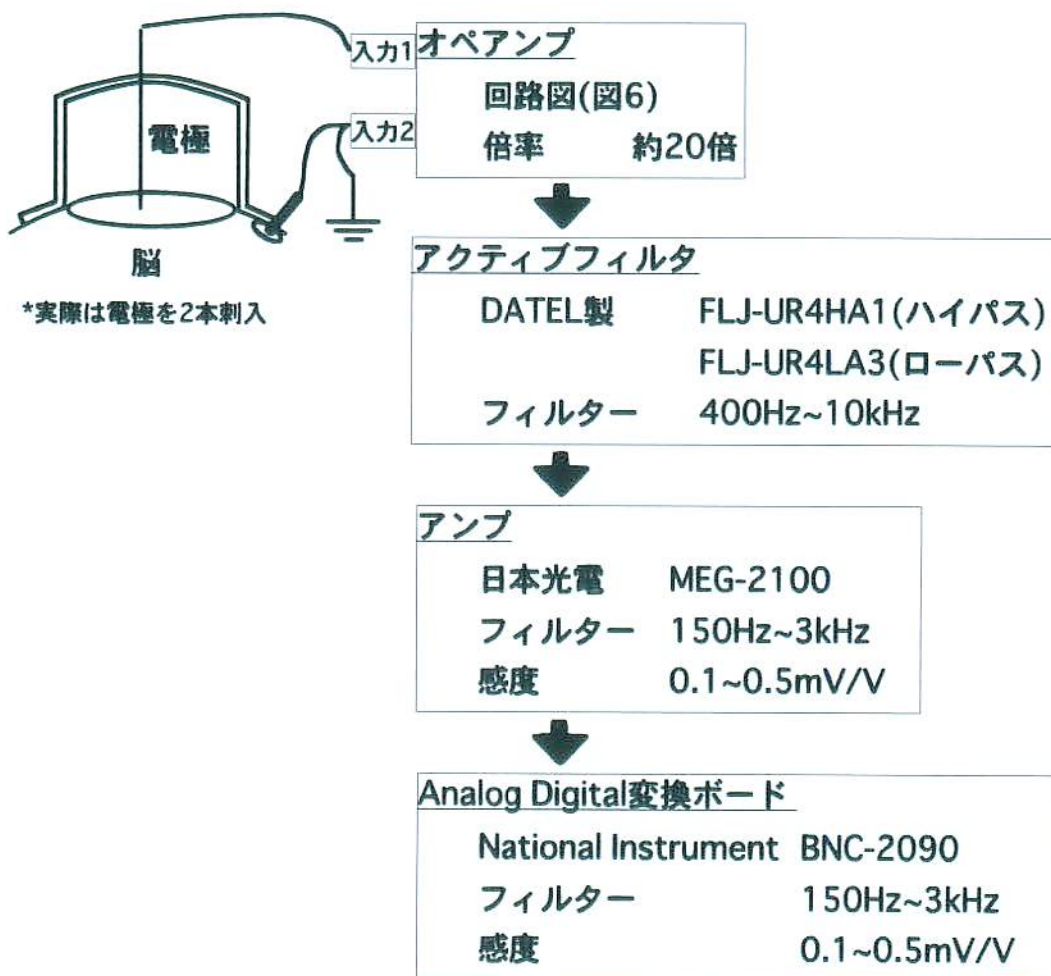 入力1
オペアンプ
回路図(図6)
入力2
倍率 約20倍
電極
脳
*実際は電極を2本刺入
アクティブフィルタ
DATEL製 FLJ-UR4HA1(ハイパス)
FLJ-UR4LA3(ローパス)
フィルター 400Hz~10kHz
アンプ
日本光電 MEG-2100
フィルター 150Hz~3kHz
感度 0.1~0.5mV/V
Analog Digital変換ボード
National Instrument BNC-2090
フィルター 150Hz~3kHz
感度 0.1~0.5mV/V